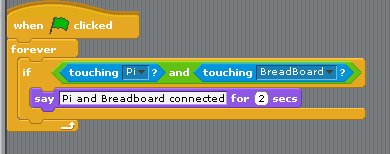 when clicked
forever
if touching Pi ? and touching BreadBoard ?
say Pi and Breadboard connected for 2 secs